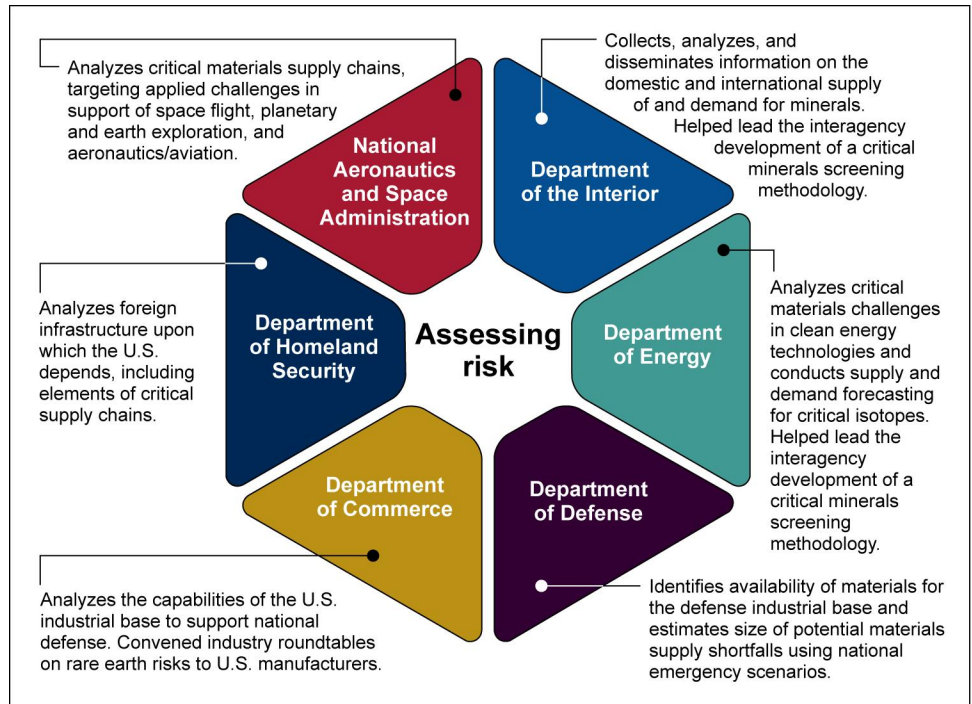 Analyzes critical materials supply chains,
targeting applied challenges in
support of space flight, planetary
and earth exploration, and
aeronautics/aviation.
National
Aeronautics
and Space
Administration
Collects, analyzes, and
disseminates information on the
domestic and international supply
of and demand for minerals.
Helped lead the interagency
development of a critical
minerals screening
methodology.
Department
of the Interior
Analyzes foreign
infrastructure upon
which the U.S.
depends, including
elements of critical
supply chains.
Department
of Homeland
Security
Assessing
risk
Department
of Energy
Analyzes critical
materials challenges
in clean energy
technologies and
conducts supply and
demand forecasting
for critical isotopes.
Helped lead the
interagency
development of a
critical minerals
screening
methodology.
Department
of Commerce
Analyzes the capabilities of the U.S.
industrial base to support national
defense. Convened industry roundtables
on rare earth risks to U.S. manufacturers.
Department
of Defense
Identifies availability of materials for
the defense industrial base and
estimates size of potential materials
supply shortfalls using national
emergency scenarios.